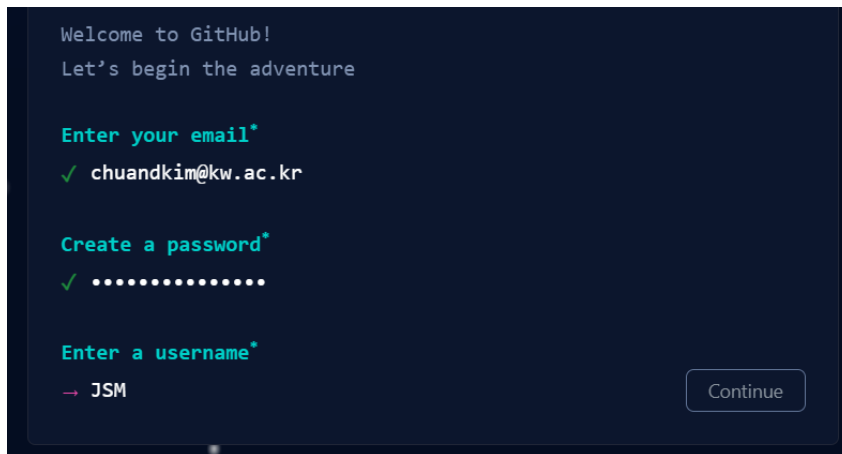 Welcome to GitHub!
Let’s begin the adventure
Enter your email*
✓ chuandkim@kw.ac.kr
Create a password*
✓ •••••••••••••••
Enter a username*
→ JSM
Continue